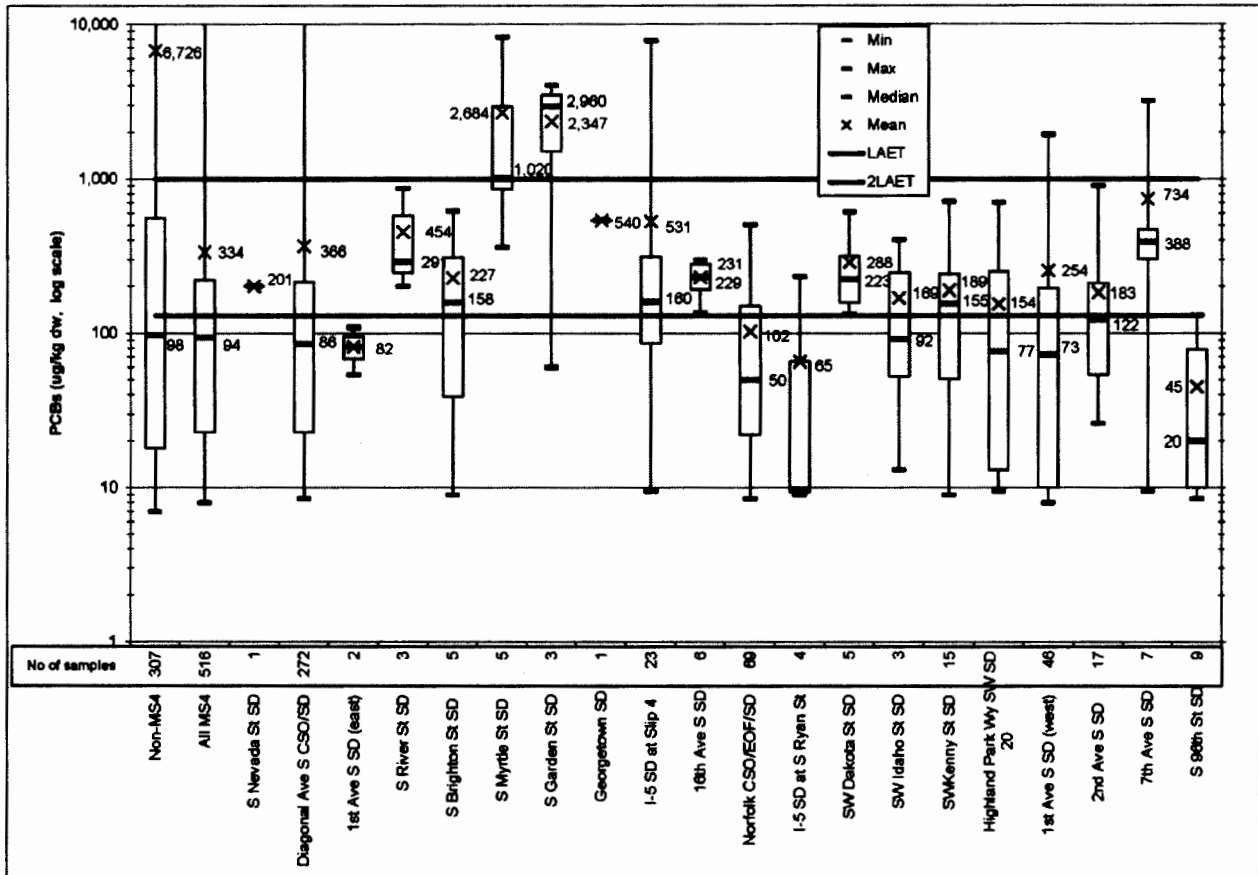 10,000
1,000
100
10
1
PCBs (ug/kg dw, log scale)
Min
Max
Median
Mean
LAET
2LAET
6,726
98
334
94
201
366
86
82
454
291
227
158
2,684
1,020
2,960
2,347
540
531
160
231
229
102
50
65
288
223
169
92
189
155
154
77
254
73
183
122
734
388
45
20
No of samples 307 516 1 272 2 3 5 5 3 1 23 6 69 4 5 3 15 20 46 17 7 9
Non-MS4
All MS4
S Nevada St SD
Diagonal Ave S CSO/SD
1st Ave S SD (east)
S River St SD
S Brighton St SD
S Myrtle St SD
S Garden St SD
Georgetown SD
I-5 SD at Slip 4
16th Ave S SD
Norfolk CSO/EOF/SD
I-5 SD at S Ryan St
SW Dakota St SD
SW Idaho St SD
SWKenny St SD
Highland Park Wy SW SD
1st Ave S SD (west)
2nd Ave S SD
7th Ave S SD
S 96th St SD